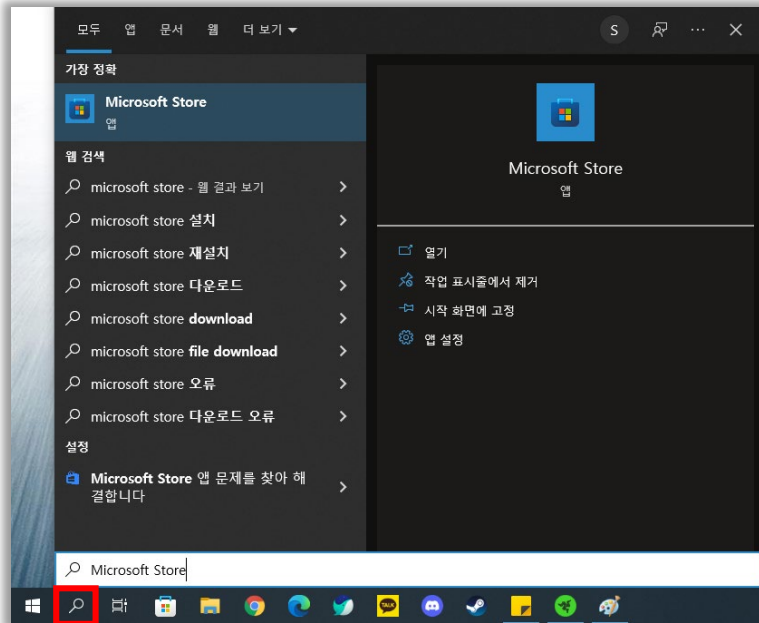 모두 앱 문서 웹 더 보기
S
가장 정확
Microsoft Store
앱
웹 검색
microsoft store - 웹 결과 보기
microsoft store 설치
microsoft store 재설치
microsoft store 다운로드
microsoft store download
microsoft store file download
microsoft store 오류
microsoft store 다운로드 오류
설정
Microsoft Store 앱 문제를 찾아 해
결합니다
Microsoft Store
앱
열기
작업 표시줄에서 제거
시작 화면에 고정
앱 설정
Microsoft Store
TALK